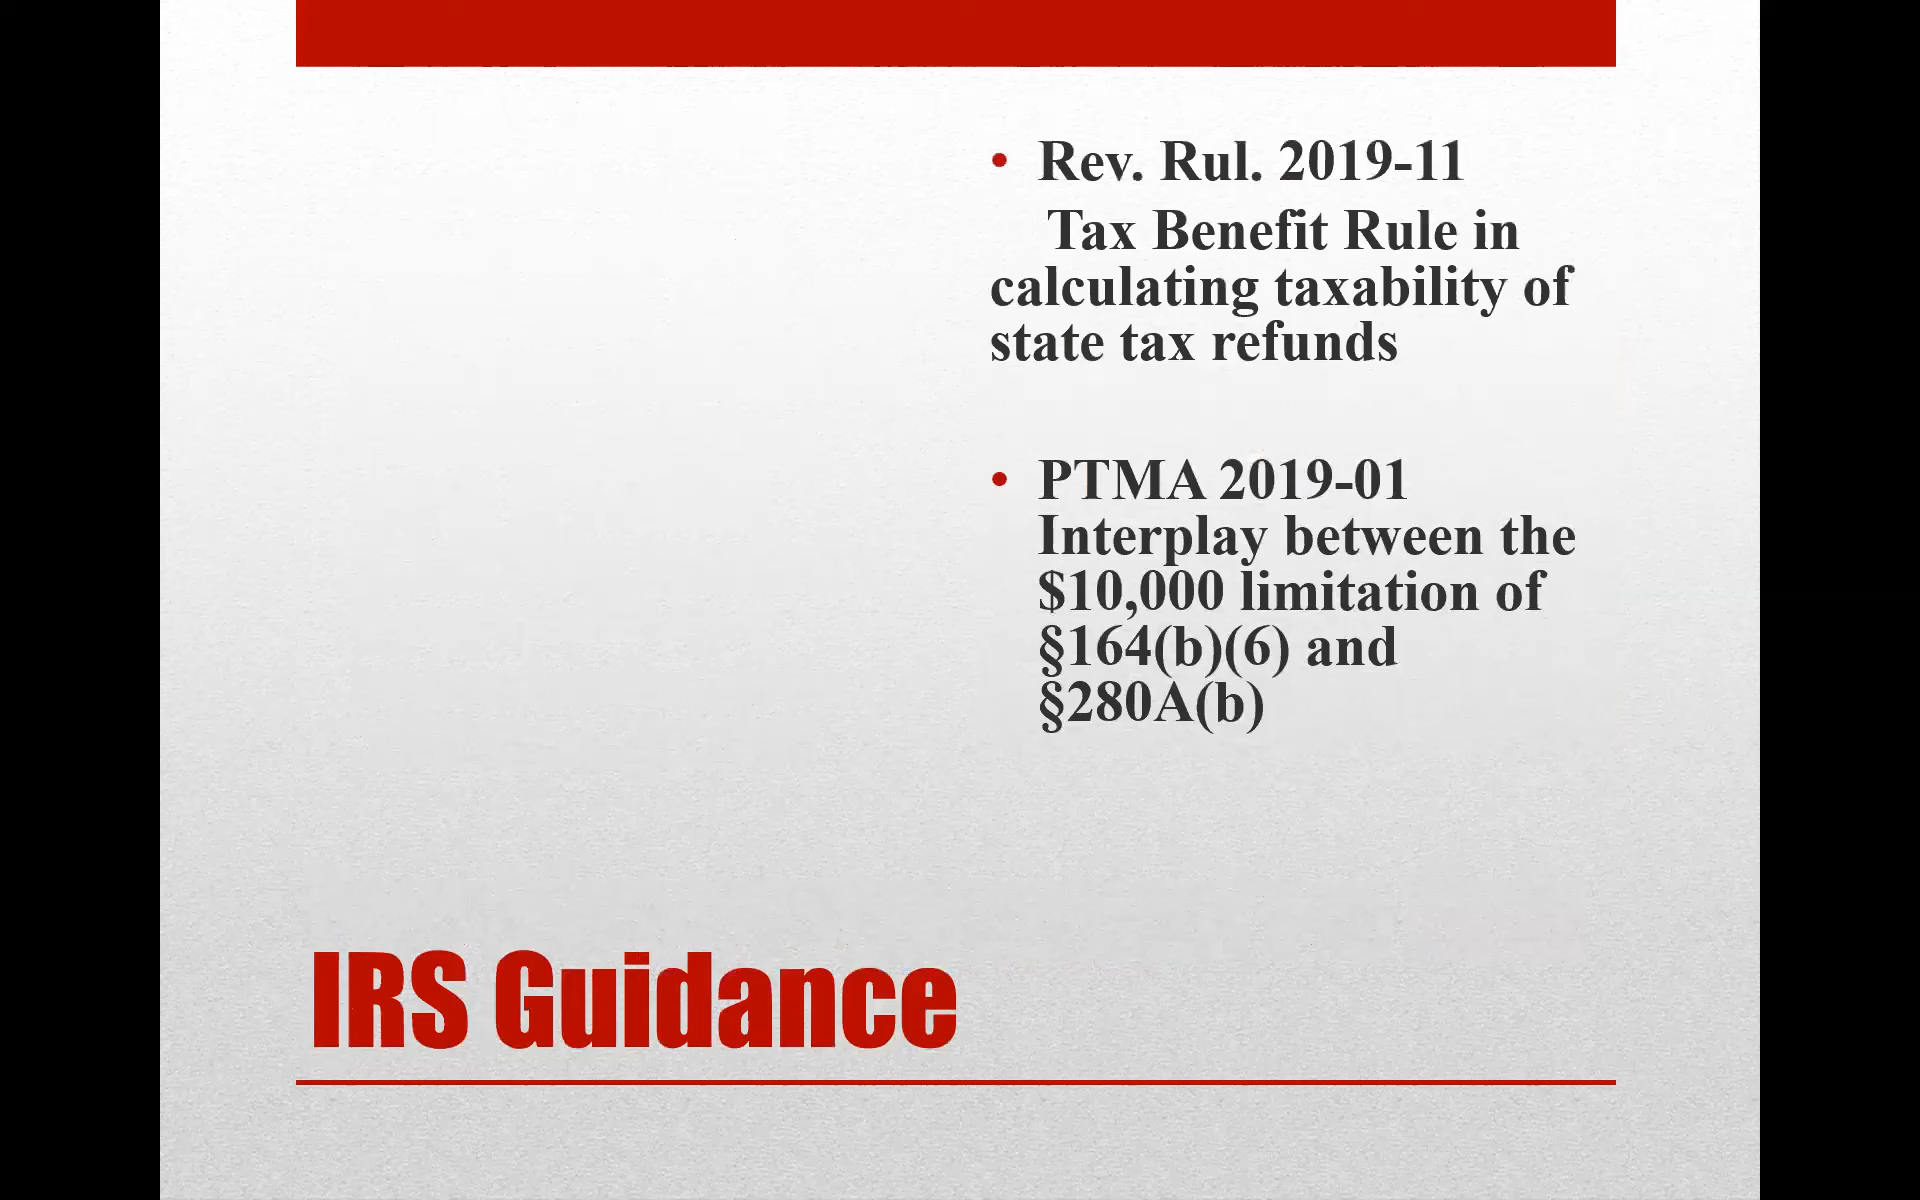 • Rev. Rul. 2019-11
Tax Benefit Rule in
calculating taxability of
state tax refunds
• PTMA 2019-01
Interplay between the
$10,000 limitation of
§164(b)(6) and
§280A(b)
IRS Guidance